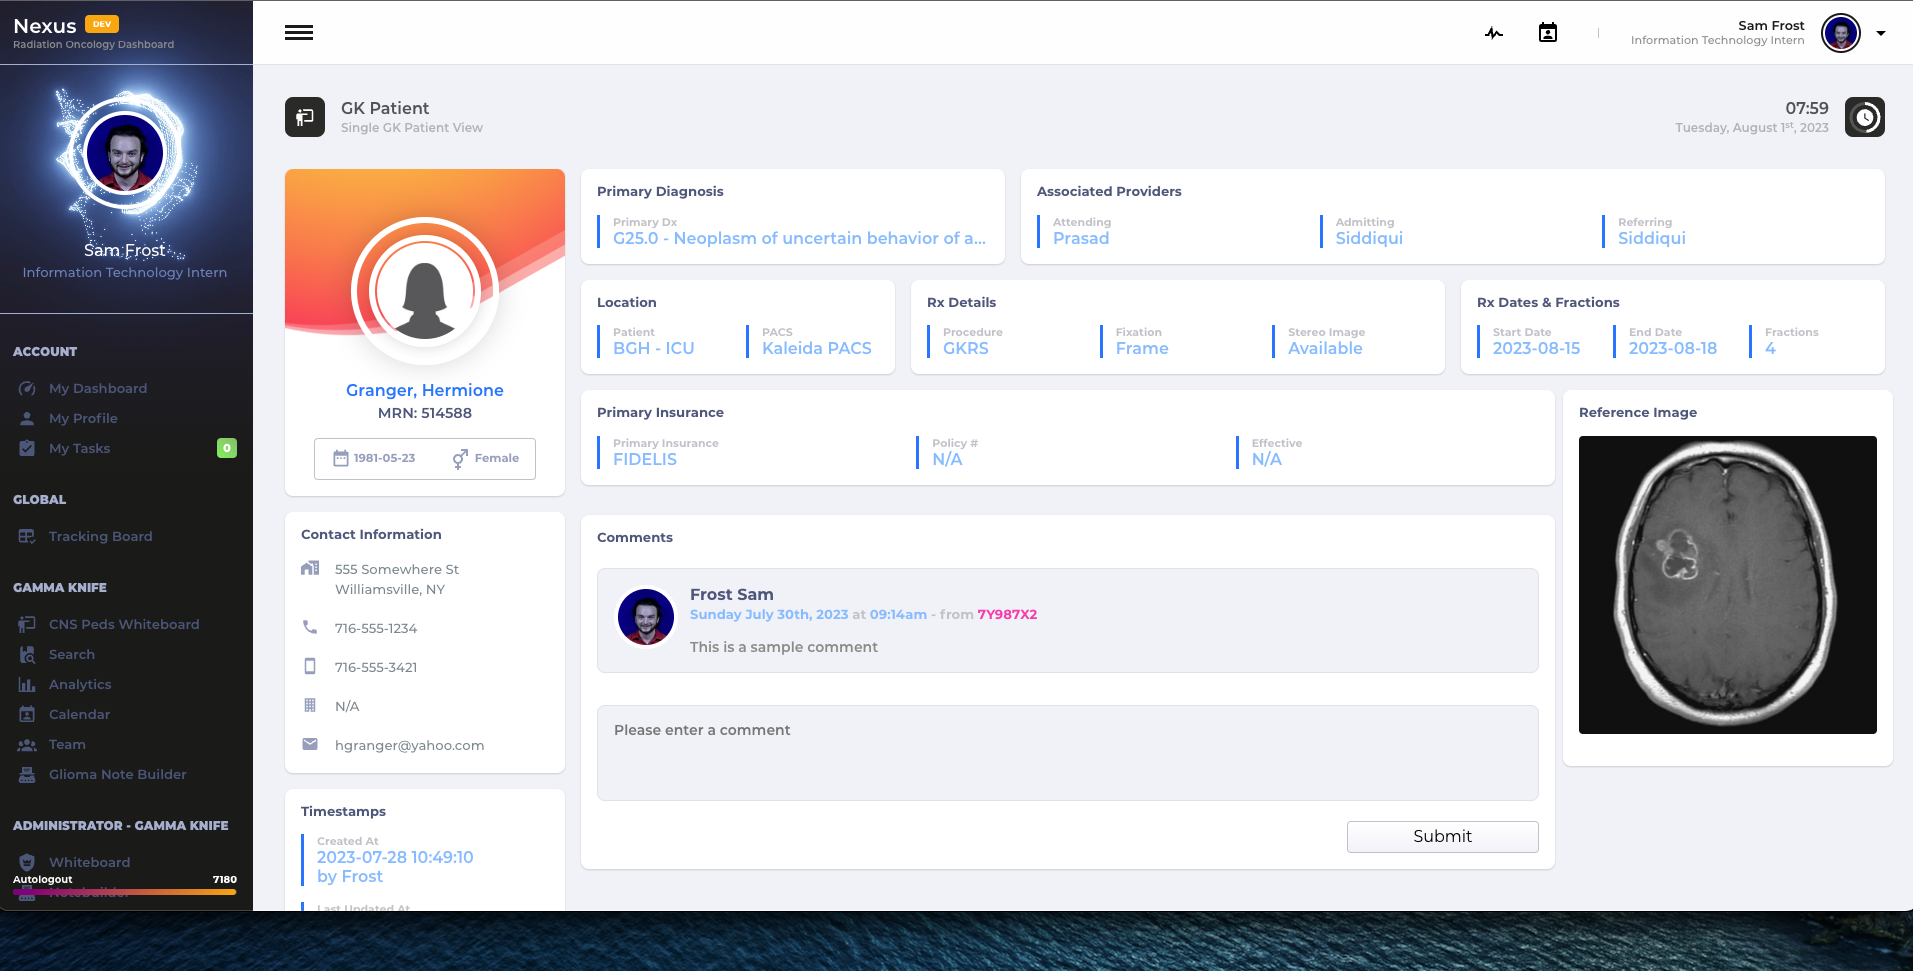 Nexus DEV
Radiation Oncology Dashboard
Sam Frost
Information Technology Intern
Sam Frost
Information Technology Intern
ACCOUNT
My Dashboard
My Profile
My Tasks 0
GLOBAL
Tracking Board
GAMMA KNIFE
CNS Peds Whiteboard
Search
Analytics
Calendar
Team
Glioma Note Builder
ADMINISTRATOR - GAMMA KNIFE
Whiteboard
Autologout 7180
Notebuilder
GK Patient
Single GK Patient View
07:59
Tuesday, August 1st, 2023
Granger, Hermione
MRN: 514588
1981-05-23 Female
Contact Information
555 Somewhere St
Williamsville, NY
716-555-1234
716-555-3421
N/A
hgranger@yahoo.com
Timestamps
Created At
2023-07-28 10:49:10
by Frost
Last Updated At
Primary Diagnosis
Primary Dx
G25.0 - Neoplasm of uncertain behavior of a...
Associated Providers
Attending Admitting Referring
Prasad Siddiqui Siddiqui
Location
Patient PACS
BGH - ICU Kaleida PACS
Rx Details
Procedure Fixation Stereo Image
GKRS Frame Available
Rx Dates & Fractions
Start Date End Date Fractions
2023-08-15 2023-08-18 4
Primary Insurance
Primary Insurance Policy # Effective
FIDELIS N/A N/A
Reference Image
Comments
Frost Sam
Sunday July 30th, 2023 at 09:14am - from 7Y987X2
This is a sample comment
Please enter a comment
Submit